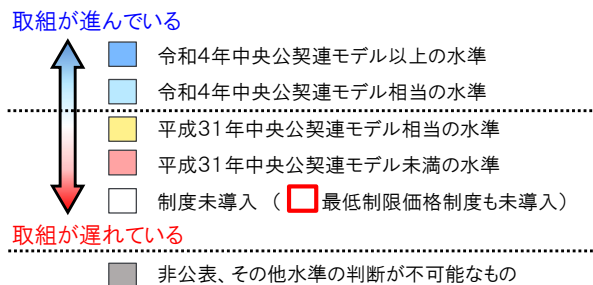 取組が進んでいる
令和4年中央公契連モデル以上の水準
令和4年中央公契連モデル相当の水準
平成31年中央公契連モデル相当の水準
平成31年中央公契連モデル未満の水準
制度未導入（ 最低制限価格制度も未導入）
取組が遅れている
非公表、その他水準の判断が不可能なもの